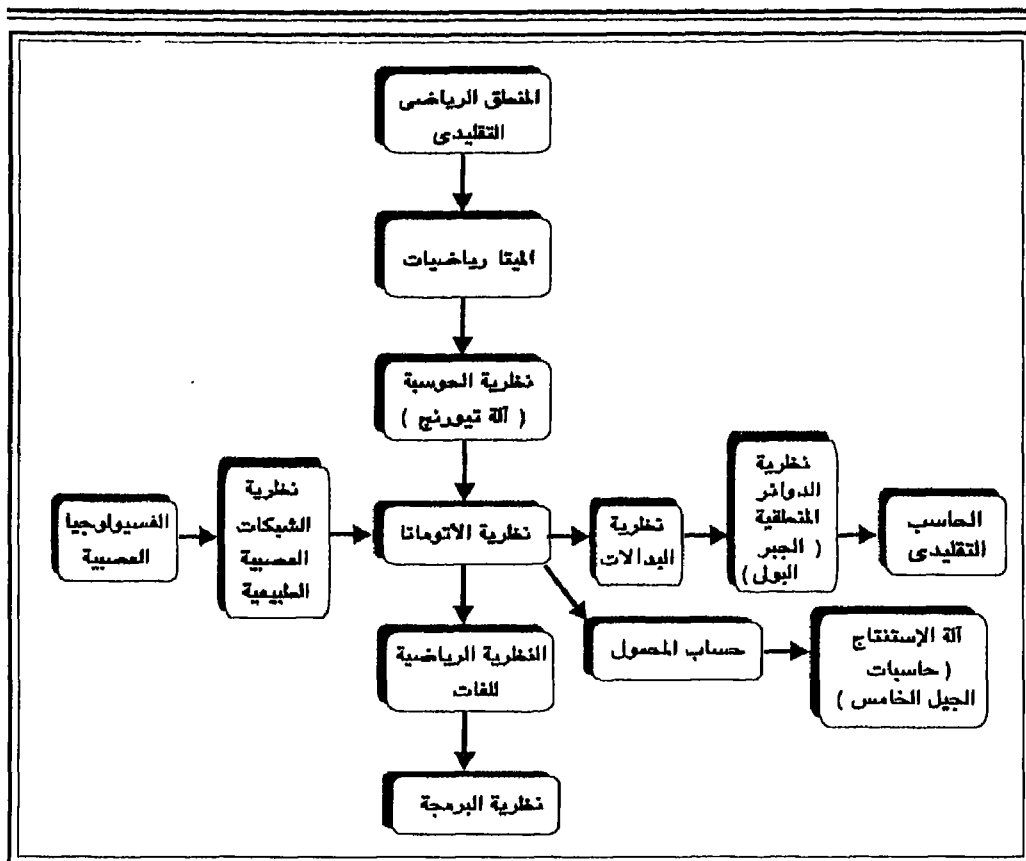 المنطق الرياضى
التقليدى
الميتا رياضيات
نظرية الحوسبة
( آلة تيورنج )
الفسيولوجيا
العصبية
نظرية
الشبكات
العصبية
الطبيعية
نظرية الاتوماتا
نظرية
البدالات
نظرية
الدوائر
المنطقية
( الجبر
البولى )
الحاسب
التقليدى
حساب المحمول
آلة الإستنتاج
( حاسبات
الجيل الخامس )
النظرية الرياضية
للغات
نظرية البرمجة